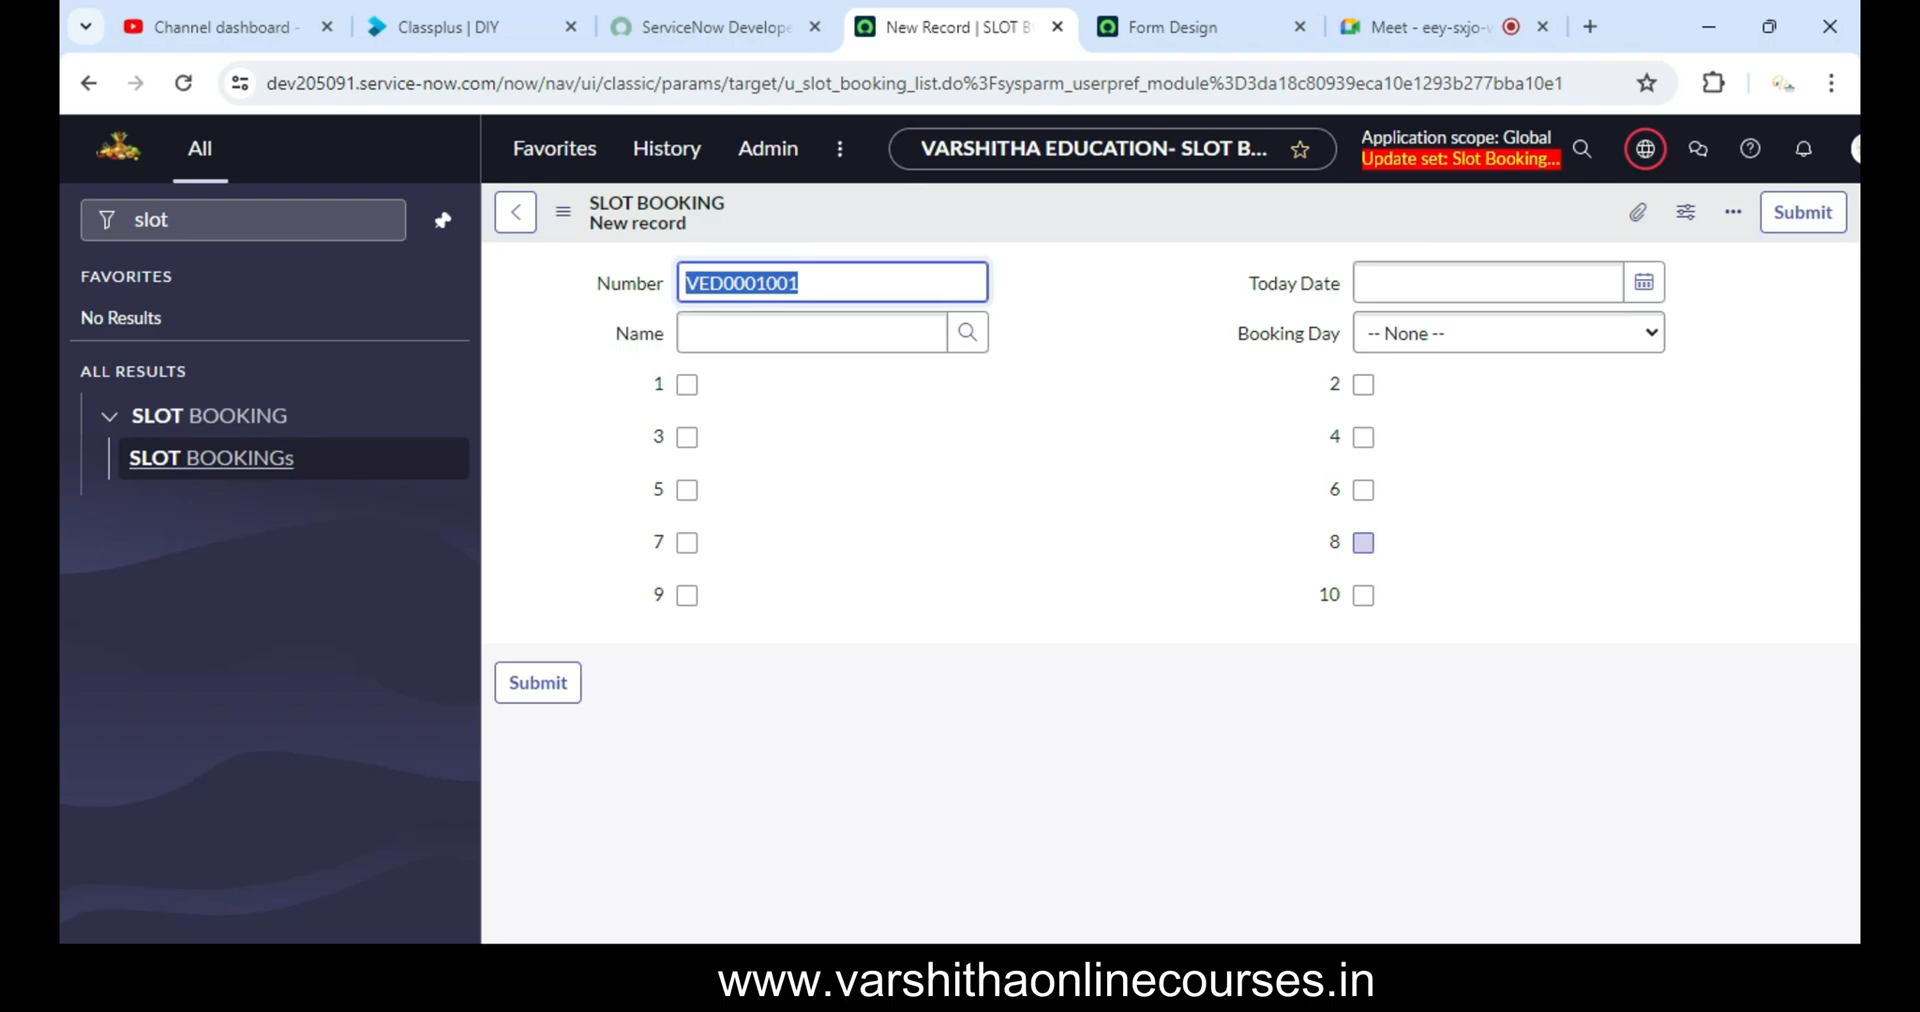 Channel dashboard -
Classplus | DIY
ServiceNow Develope
New Record | SLOT B
Form Design
Meet - eey-sxjo-
dev205091.service-now.com/now/nav/ui/classic/params/target/u_slot_booking_list.do%3Fsysparm_userpref_module%3D3da18c80939eca10e1293b277bba10e1
All
Favorites
History
Admin
VARSHITHA EDUCATION- SLOT B...
Application scope: Global
Update set: Slot Booking...
slot
FAVORITES
No Results
ALL RESULTS
SLOT BOOKING
SLOT BOOKINGs
SLOT BOOKING
New record
Submit
Number VED0001001
Today Date
Name
Booking Day -- None --
1
2
3
4
5
6
7
8
9
10
Submit
www.varshithaonlinecourses.in